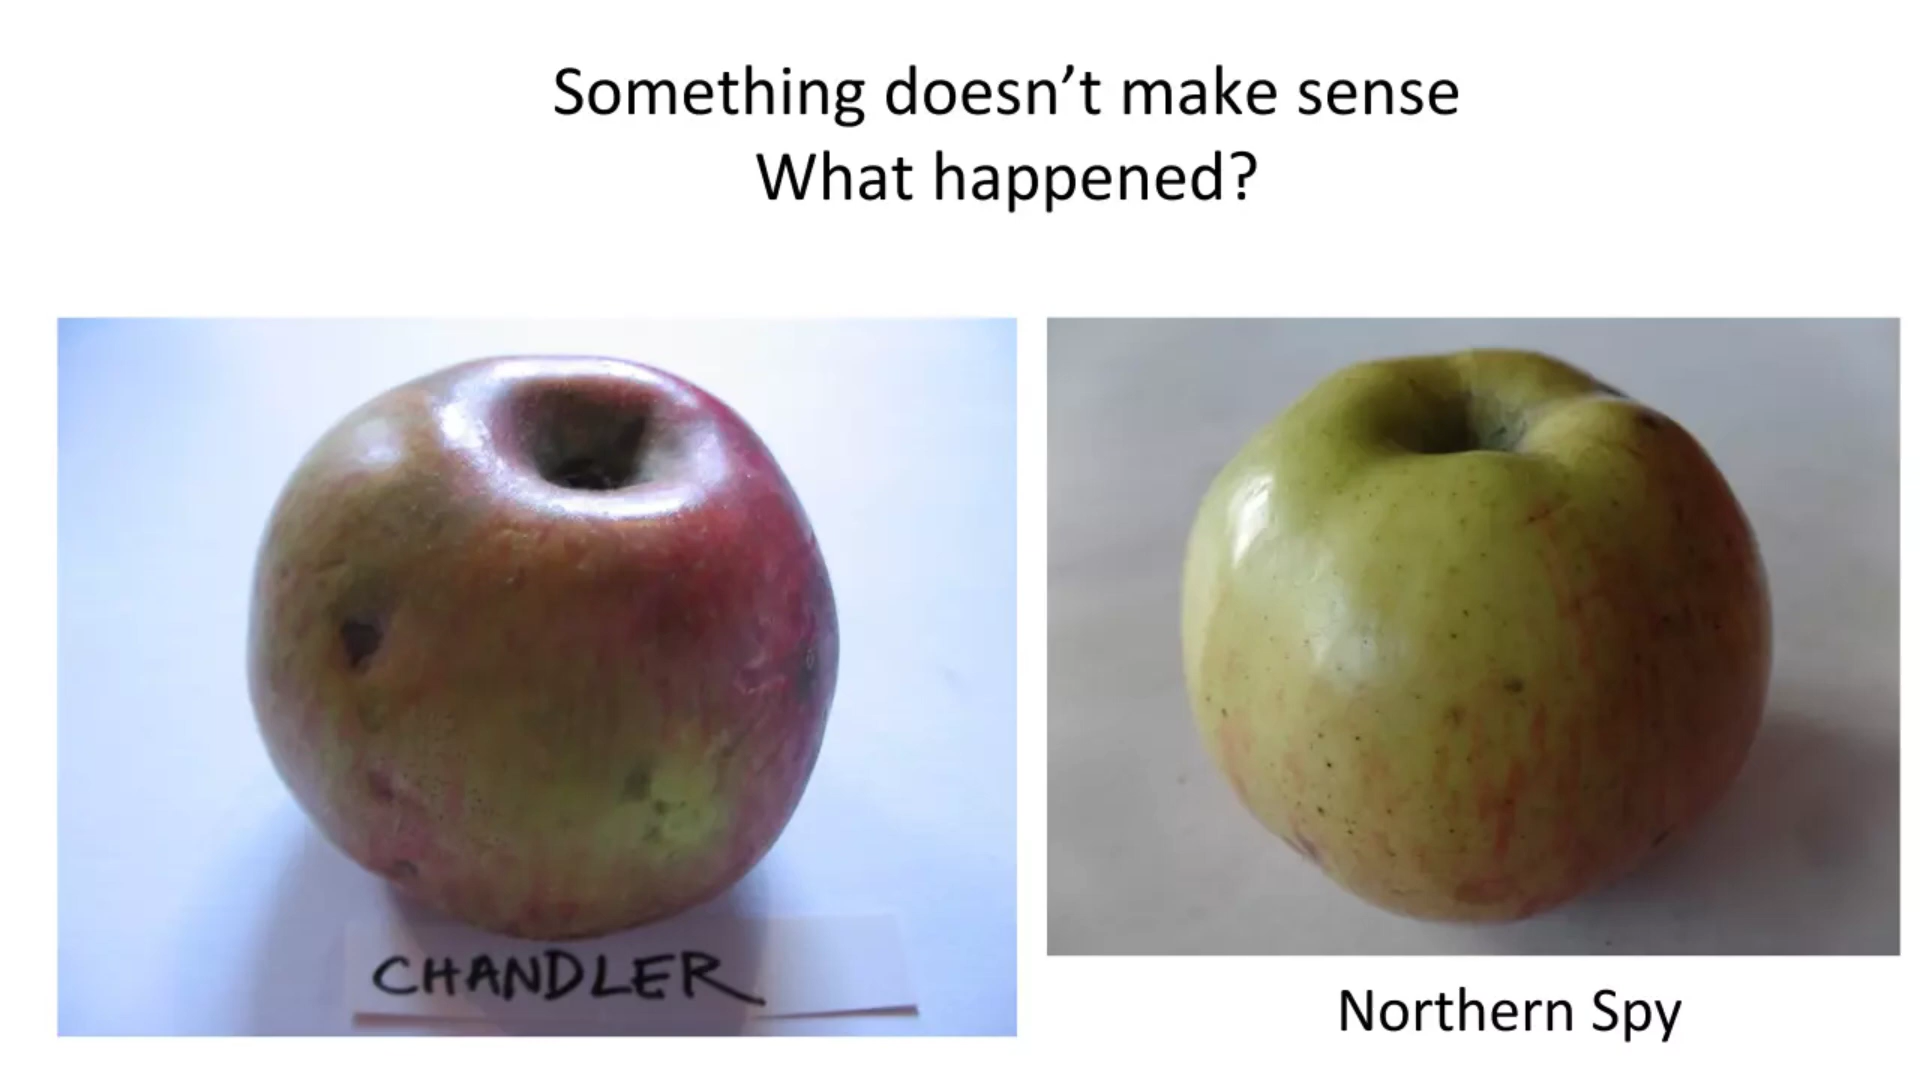 Something doesn’t make sense
What happened?
CHANDLER
Northern Spy